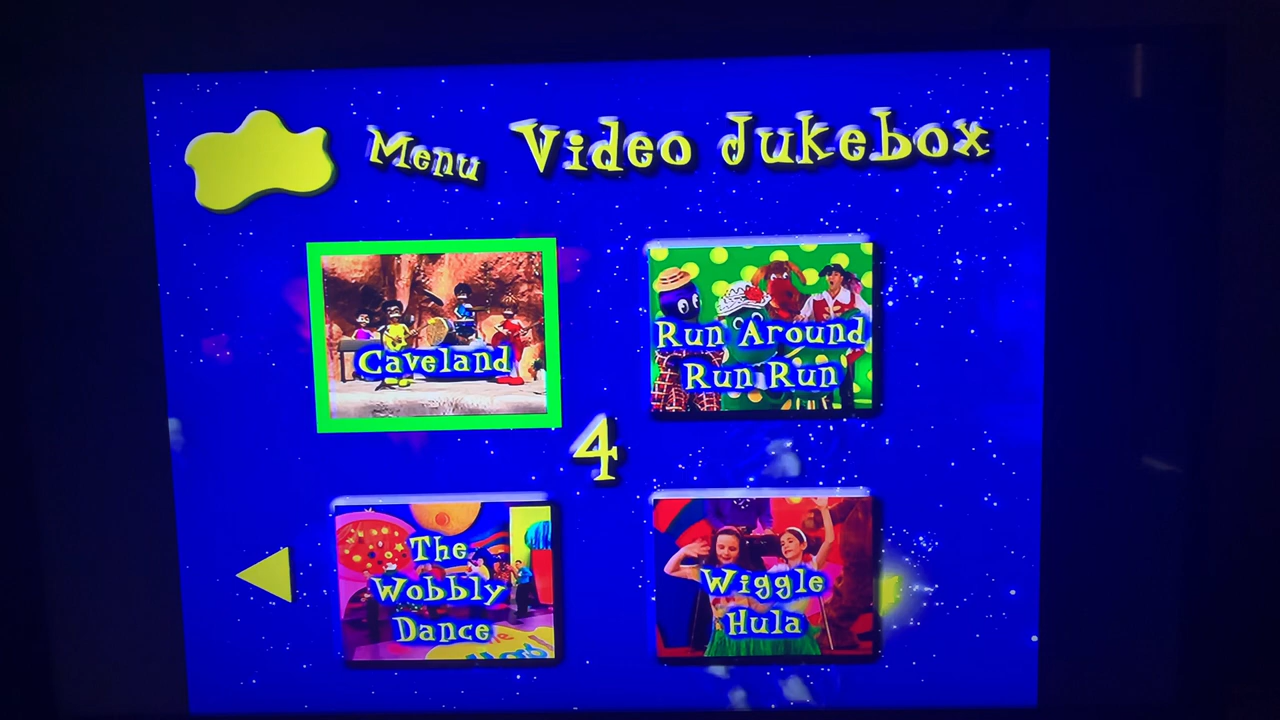 Menu
Video Jukebox
Caveland
Run Around
Run Run
4
The
Wobbly
Dance
Wiggle
Hula